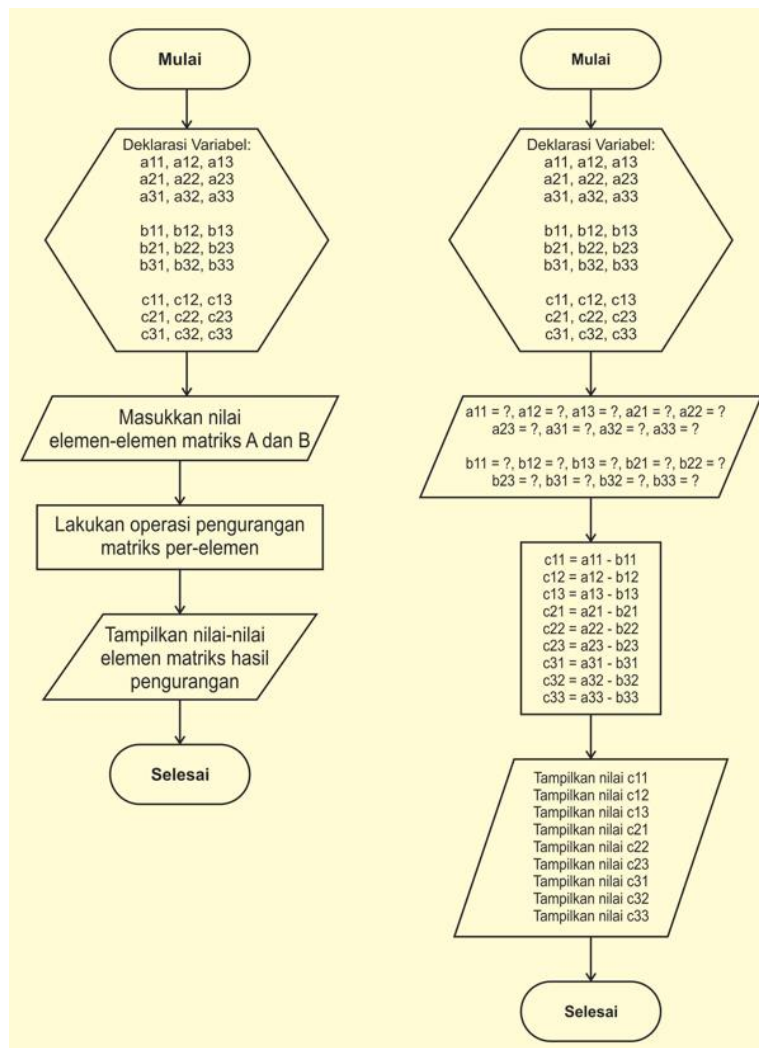 Mulai
Deklarasi Variabel:
a11, a12, a13
a21, a22, a23
a31, a32, a33
b11, b12, b13
b21, b22, b23
b31, b32, b33
c11, c12, c13
c21, c22, c23
c31, c32, c33
Masukkan nilai
elemen-elemen matriks A dan B
Lakukan operasi pengurangan
matriks per-elemen
Tampilkan nilai-nilai
elemen matriks hasil
pengurangan
Selesai
Mulai
Deklarasi Variabel:
a11, a12, a13
a21, a22, a23
a31, a32, a33
b11, b12, b13
b21, b22, b23
b31, b32, b33
c11, c12, c13
c21, c22, c23
c31, c32, c33
a11 = ?, a12 = ?, a13 = ?, a21 = ?, a22 = ?
a23 = ?, a31 = ?, a32 = ?, a33 = ?
b11 = ?, b12 = ?, b13 = ?, b21 = ?, b22 = ?
b23 = ?, b31 = ?, b32 = ?, b33 = ?
c11 = a11 - b11
c12 = a12 - b12
c13 = a13 - b13
c21 = a21 - b21
c22 = a22 - b22
c23 = a23 - b23
c31 = a31 - b31
c32 = a32 - b32
c33 = a33 - b33
Tampilkan nilai c11
Tampilkan nilai c12
Tampilkan nilai c13
Tampilkan nilai c21
Tampilkan nilai c22
Tampilkan nilai c23
Tampilkan nilai c31
Tampilkan nilai c32
Tampilkan nilai c33
Selesai